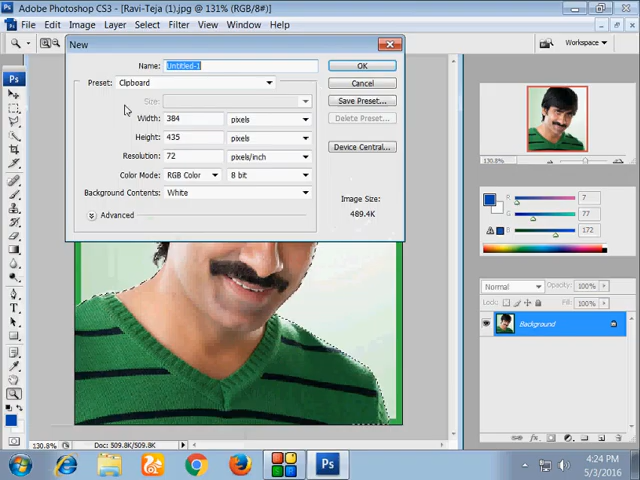 Adobe Photoshop CS3 - [Ravi-Teja (1).jpg @ 131% (RGB/8#)]
File Edit Image Layer Select Filter View Window Help
Workspace
New
Name: Untitled-1
OK
Preset: Clipboard
Cancel
Size:
Save Preset...
Width: 384 pixels
Delete Preset...
Height: 435 pixels
Resolution: 72 pixels/inch
Device Central...
Color Mode: RGB Color 8 bit
Background Contents: White
Image Size:
489.4K
Advanced
130.5%
R 7
G 77
B 172
Normal Opacity: 100%
Lock: Fill: 100%
Background
130.8% Doc: 509.8K/509.8K
Ps
4:24 PM
5/3/2016